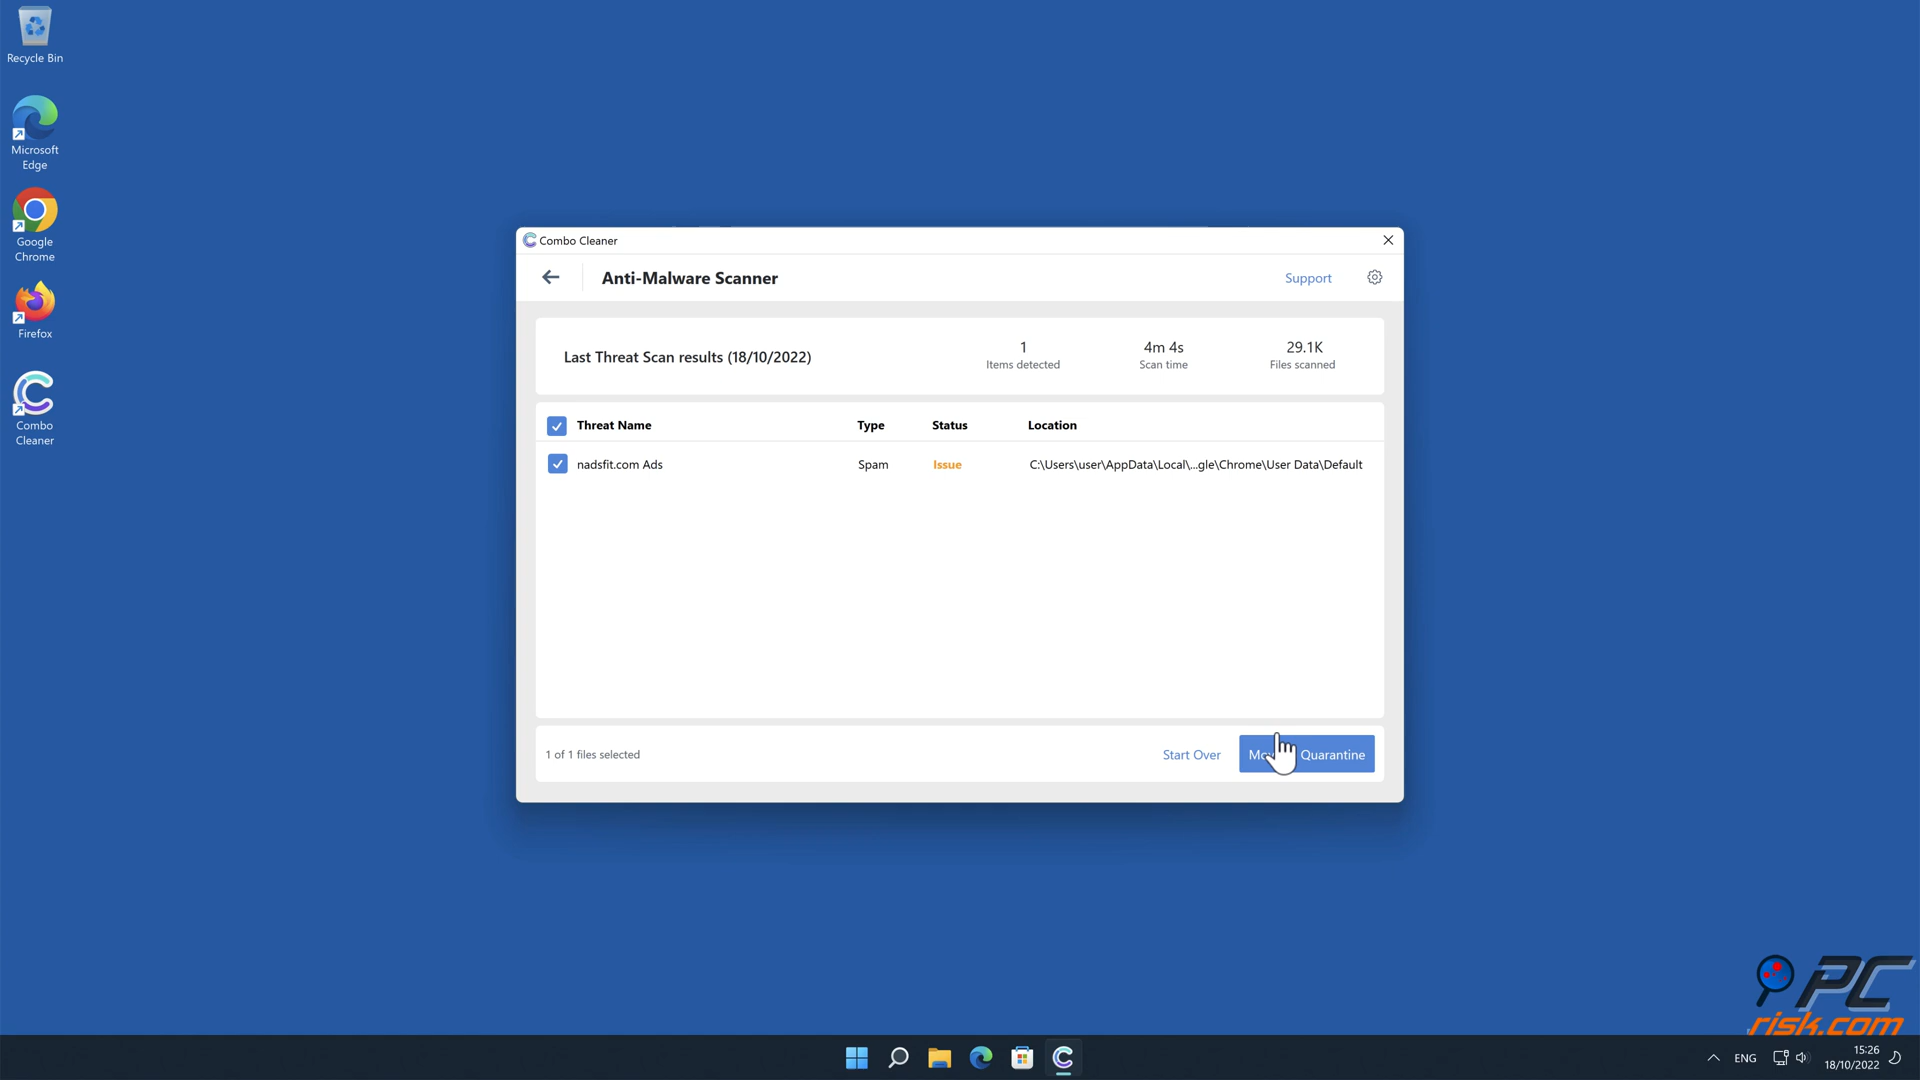 Recycle Bin
Microsoft
Edge
Google
Chrome
Firefox
Combo
Cleaner
Combo Cleaner
Anti-Malware Scanner
Support
Last Threat Scan results (18/10/2022)
1
Items detected
4m 4s
Scan time
29.1K
Files scanned
Threat Name Type Status Location
nadsfit.com Ads Spam Issue C:\Users\user\AppData\Local\...gle\Chrome\User Data\Default
1 of 1 files selected
Start Over
Quarantine
PC
risk.com
ENG
15:26
18/10/2022